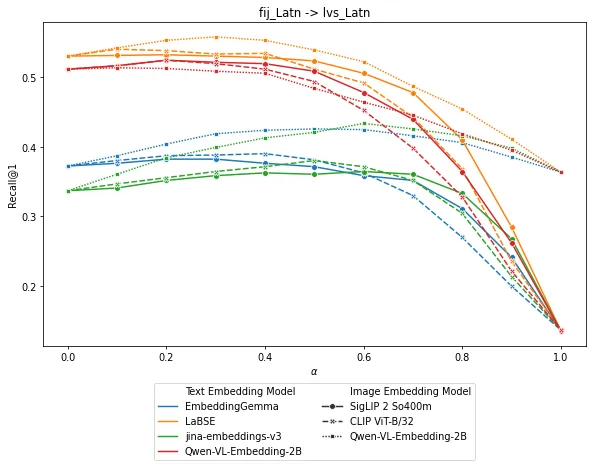 fij_Latn -> lvs_Latn
Recall@1
0.5
0.4
0.3
0.2
0.0 0.2 0.4 0.6 0.8 1.0
α
Text Embedding Model Image Embedding Model
EmbeddingGemma SigLIP 2 So400m
LaBSE CLIP ViT-B/32
jina-embeddings-v3 Qwen-VL-Embedding-2B
Qwen-VL-Embedding-2B